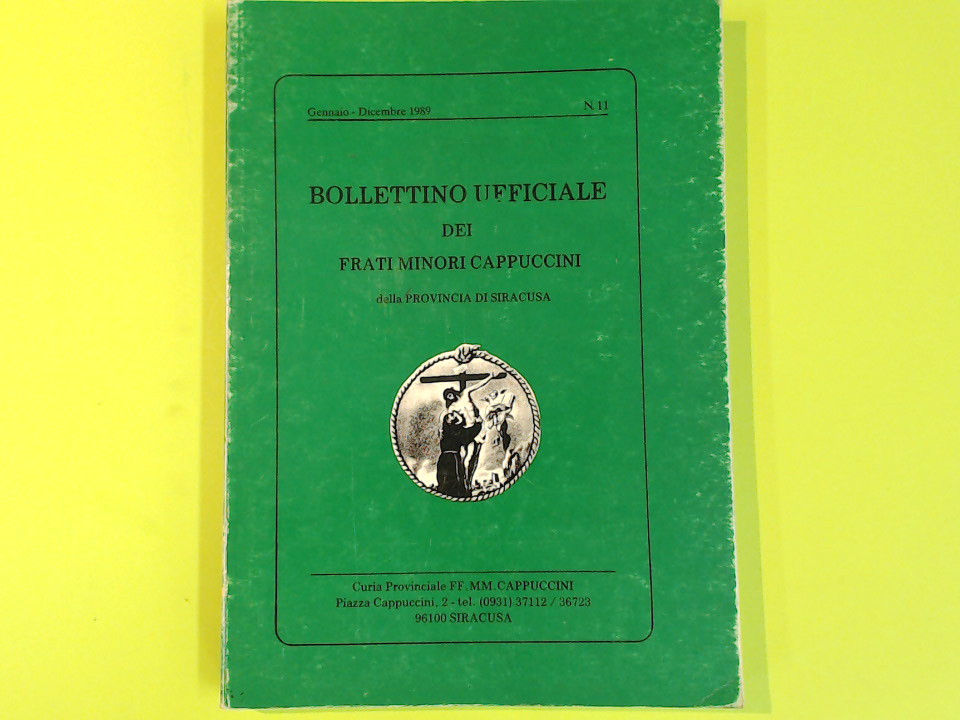 Gennaio - Dicembre 1989 N. 11
BOLLETTINO UFFICIALE
DEI
FRATI MINORI CAPPUCCINI
della PROVINCIA DI SIRACUSA
Curia Provinciale FF. MM. CAPPUCCINI
Piazza Cappuccini, 2 - tel. (0931) 37112 / 36723
96100 SIRACUSA